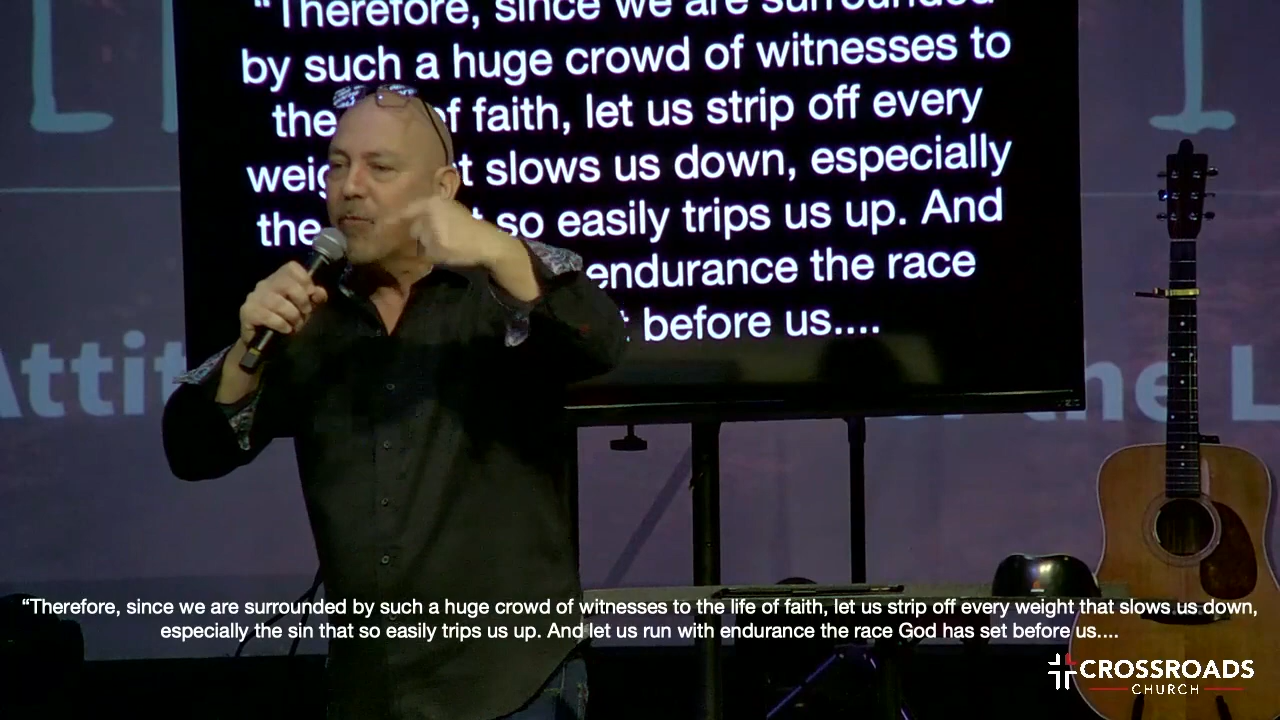 “Therefore, since we are surrounded
by such a huge crowd of witnesses to
the of faith, let us strip off every
weig t slows us down, especially
the t so easily trips us up. And
endurance the race
t before us....
Attit r the L
“Therefore, since we are surrounded by such a huge crowd of witnesses to the life of faith, let us strip off every weight that slows us down,
especially the sin that so easily trips us up. And let us run with endurance the race God has set before us....
CROSSROADS
CHURCH